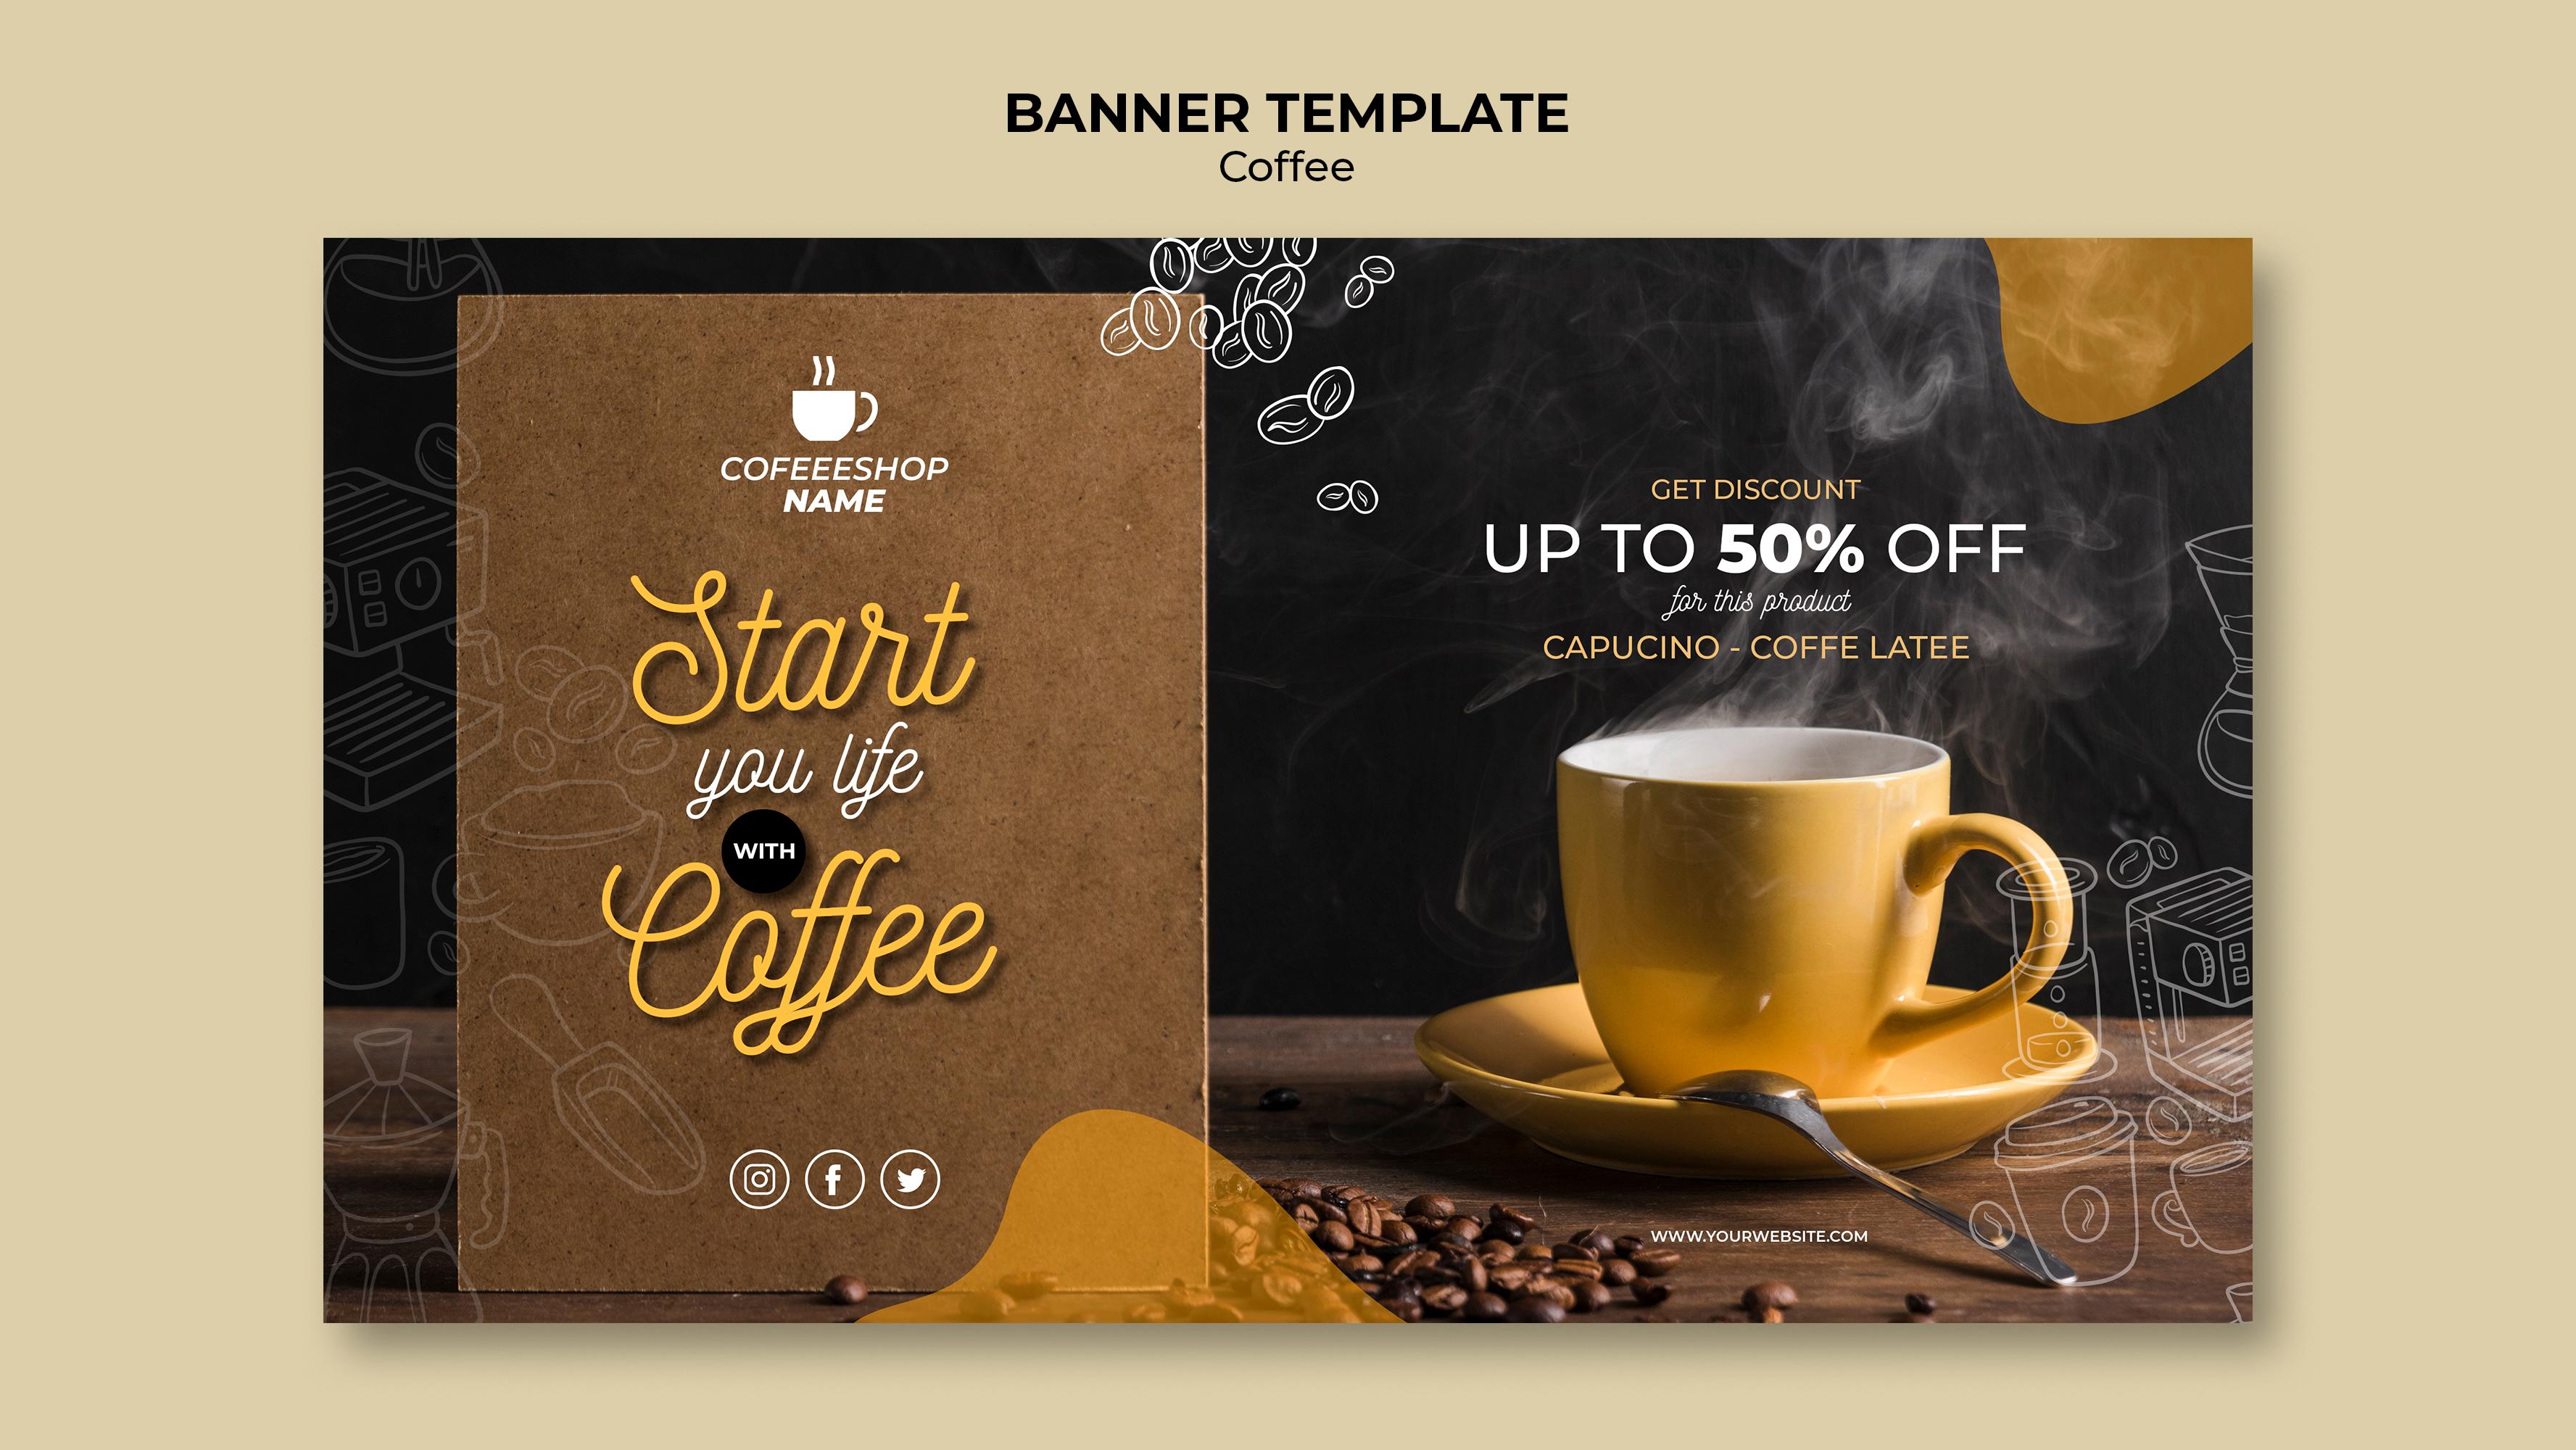 BANNER TEMPLATE
Coffee
COFEEESHOP
NAME
Start
you life
WITH
Coffee
GET DISCOUNT
UP TO 50% OFF
for this product
CAPUCINO - COFFE LATEE
WWW.YOURWEBSITE.COM